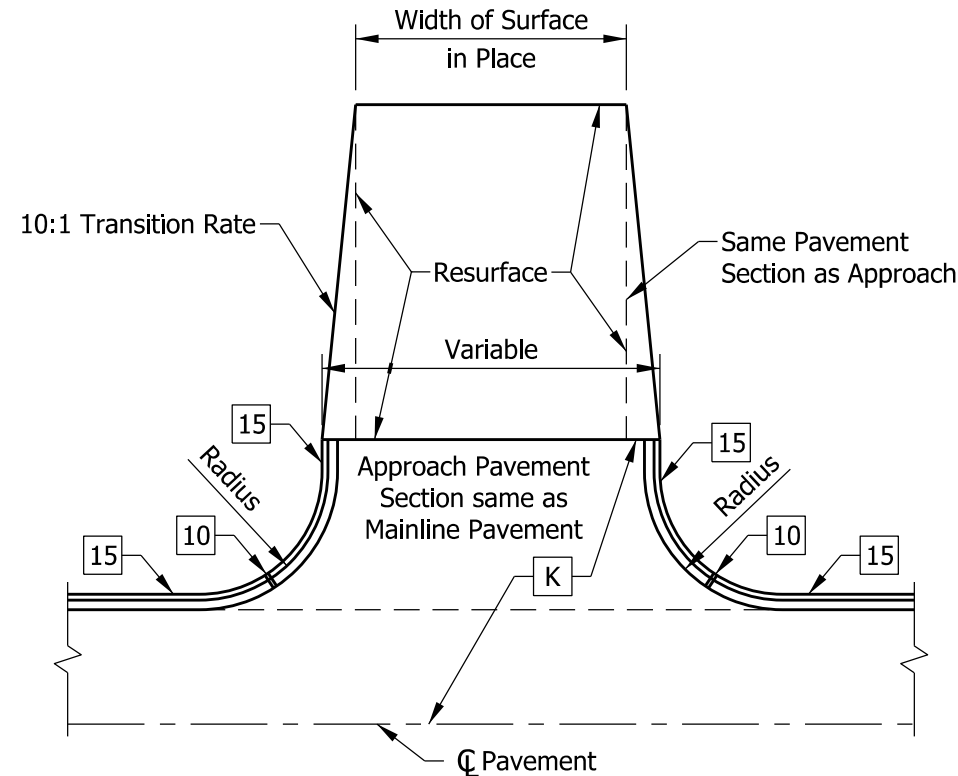 Width of Surface
in Place
10:1 Transition Rate
Resurface
Same Pavement
Section as Approach
Variable
15
15
Radius
Radius
Approach Pavement
Section same as
Mainline Pavement
10
10
15
15
K
℄ Pavement